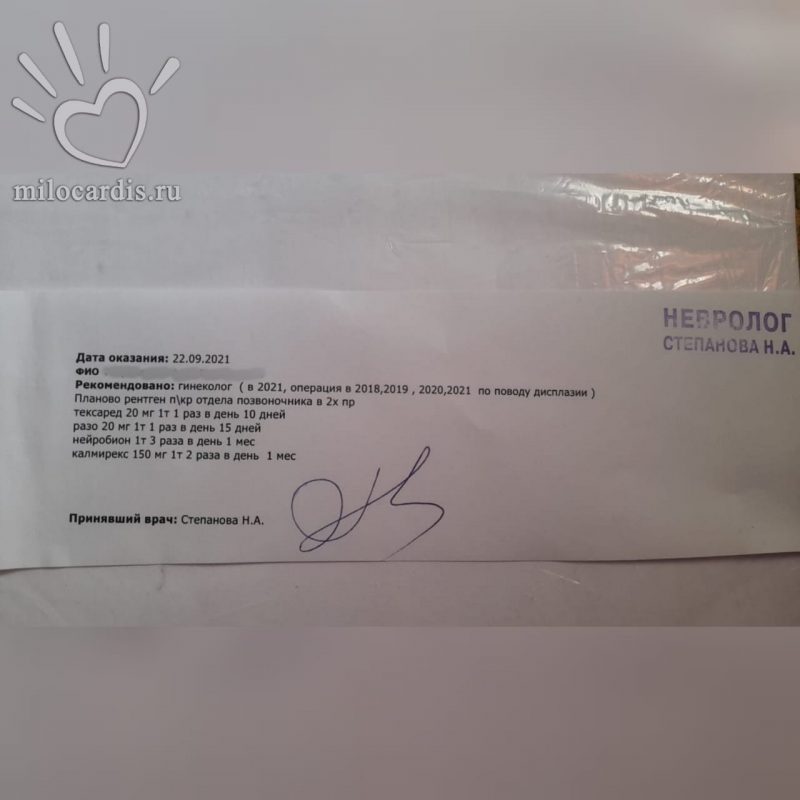 milocardis.ru
НЕВРОЛОГ
СТЕПАНОВА Н.А.
Дата оказания: 22.09.2021
ФИО
Рекомендовано: гинеколог ( в 2021, операция в 2018,2019 , 2020,2021 по поводу дисплазии )
Планово рентген п\кр отдела позвоночника в 2х пр
тексаред 20 мг 1т 1 раз в день 10 дней
разо 20 мг 1т 1 раз в день 15 дней
нейробион 1т 3 раза в день 1 мес
калмирекс 150 мг 1т 2 раза в день 1 мес
Принявший врач: Степанова Н.А.